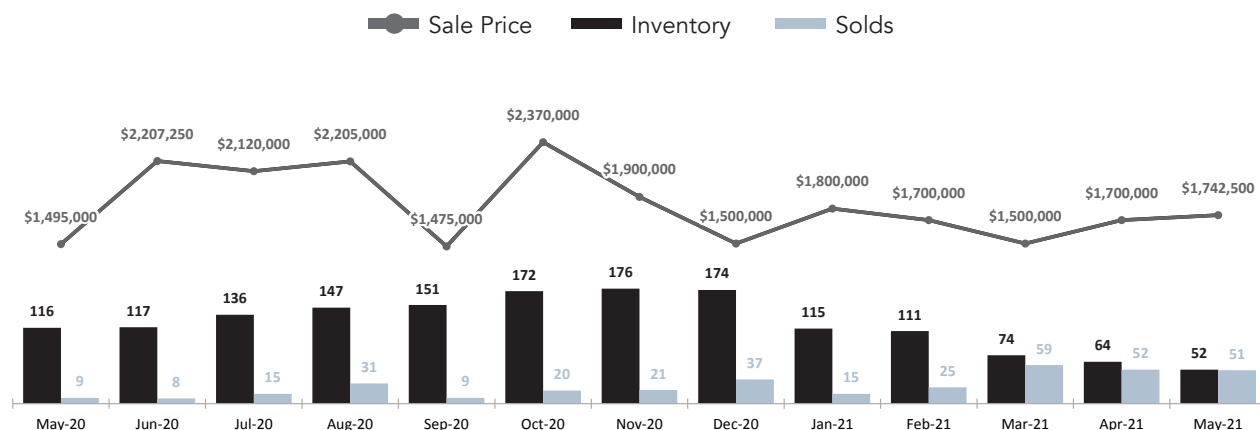 Sale Price Inventory Solds
$1,495,000 $2,207,250 $2,120,000 $2,205,000 $1,475,000 $2,370,000 $1,900,000 $1,500,000 $1,800,000 $1,700,000 $1,500,000 $1,700,000 $1,742,500
116 117 136 147 151 172 176 174 115 111 74 64 52
9 8 15 31 9 20 21 37 15 25 59 52 51
May-20 Jun-20 Jul-20 Aug-20 Sep-20 Oct-20 Nov-20 Dec-20 Jan-21 Feb-21 Mar-21 Apr-21 May-21